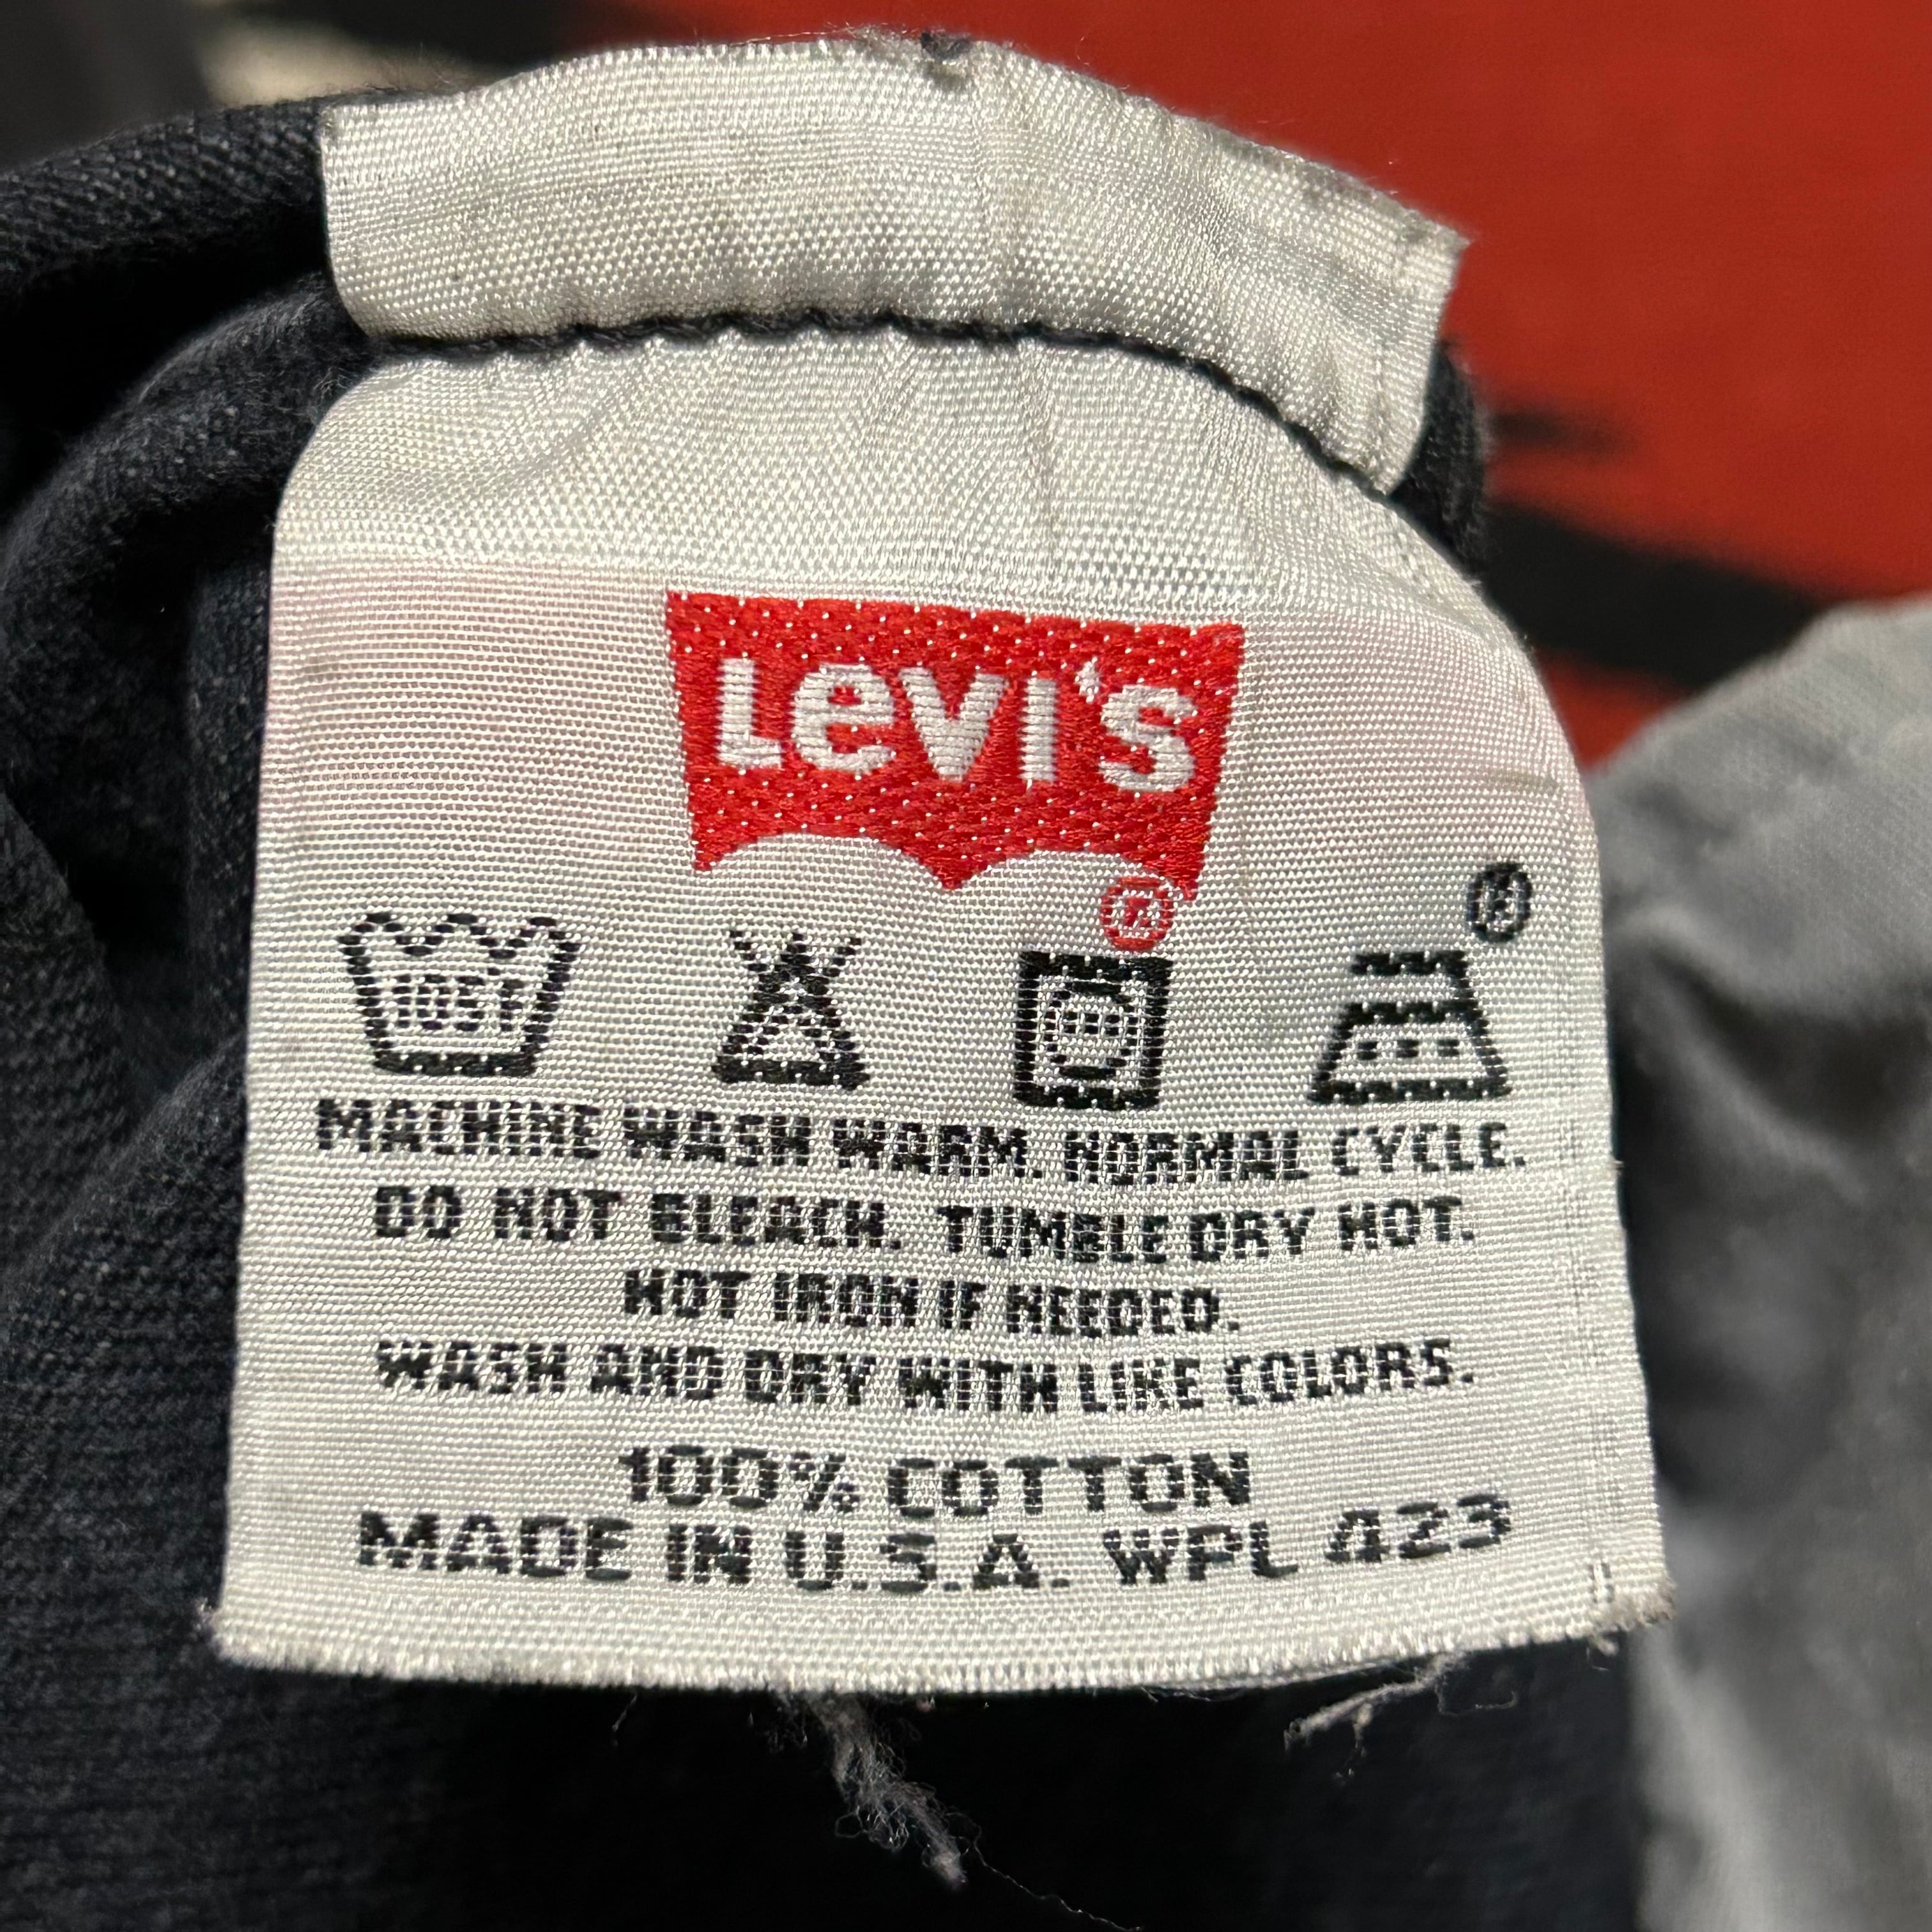 Levi's
®
®
105F
MACHINE WASH WARM. NORMAL CYCLE.
DO NOT BLEACH. TUMBLE DRY HOT.
HOT IRON IF NEEDED.
WASH AND DRY WITH LIKE COLORS.
100% COTTON
MADE IN U.S.A. WPL 423